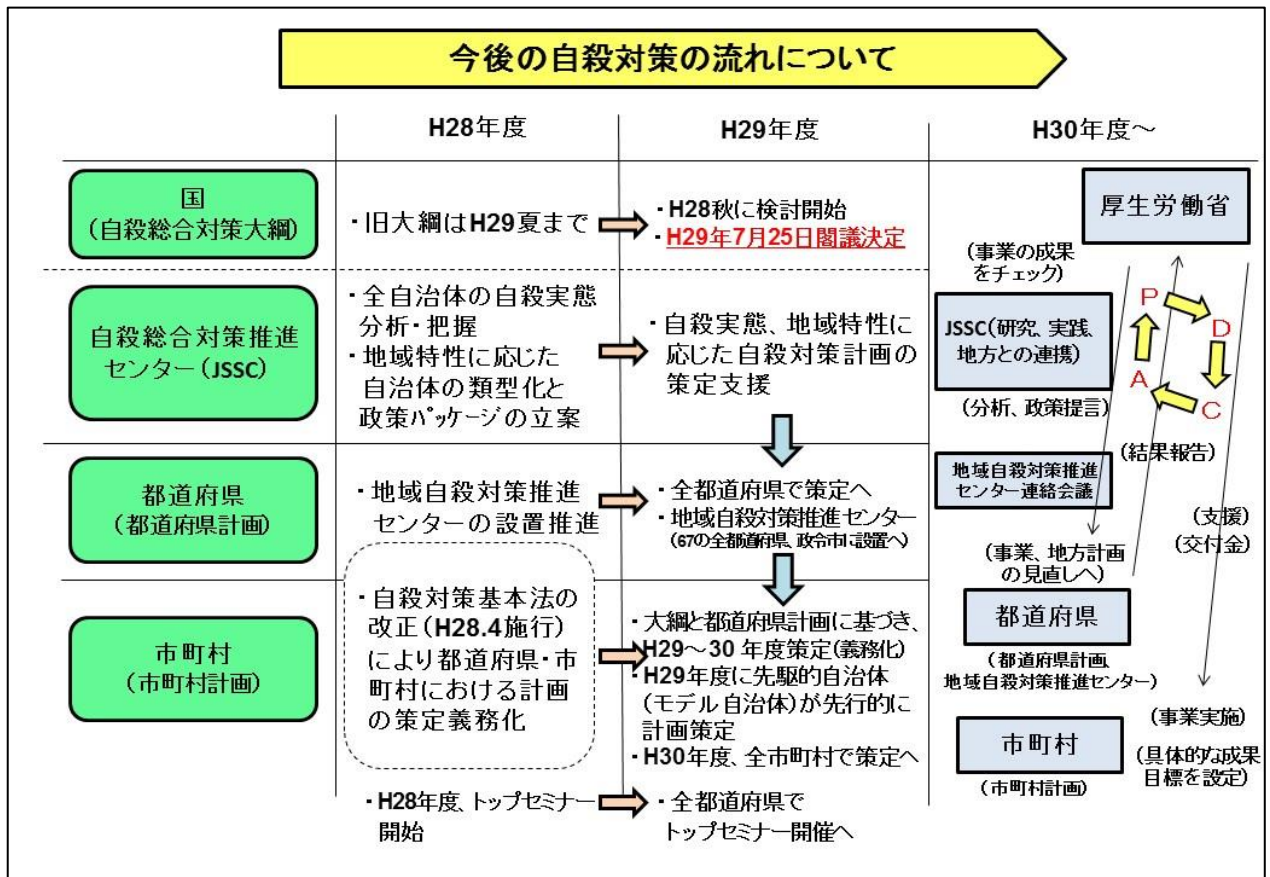 今後の自殺対策の流れについて
H28年度
H29年度
H30年度～
国
(自殺総合対策大綱)
・旧大綱はH29夏まで
・H28秋に検討開始
・H29年7月25日閣議決定
厚生労働省
(事業の成果
をチェック)
自殺総合対策推進
センター(JSSC)
・全自治体の自殺実態
分析・把握
・地域特性に応じた
自治体の類型化と
政策パッケージの立案
・自殺実態、地域特性に
応じた自殺対策計画の
策定支援
JSSC(研究、実践、
地方との連携)
(分析、政策提言)
P
D
C
A
(結果報告)
都道府県
(都道府県計画)
・地域自殺対策推進
センターの設置推進
・全都道府県で策定へ
・地域自殺対策推進センター
(67の全都道府県、政令市に設置へ)
地域自殺対策推進
センター連絡会議
(支援)
(交付金)
(事業、地方計画
の見直しへ)
都道府県
(都道府県計画、
地域自殺対策推進センター)
市町村
(市町村計画)
・自殺対策基本法の
改正(H28.4施行)
により都道府県・市
町村における計画
の策定義務化
・大綱と都道府県計画に基づき、
H29～30年度策定(義務化)
・H29年度に先駆的自治体
(モデル自治体)が先行的に
計画策定
・H30年度、全市町村で策定へ
市町村
(市町村計画)
(事業実施)
(具体的な成果
目標を設定)
・H28年度、トップセミナー
開始
・全都道府県で
トップセミナー開催へ